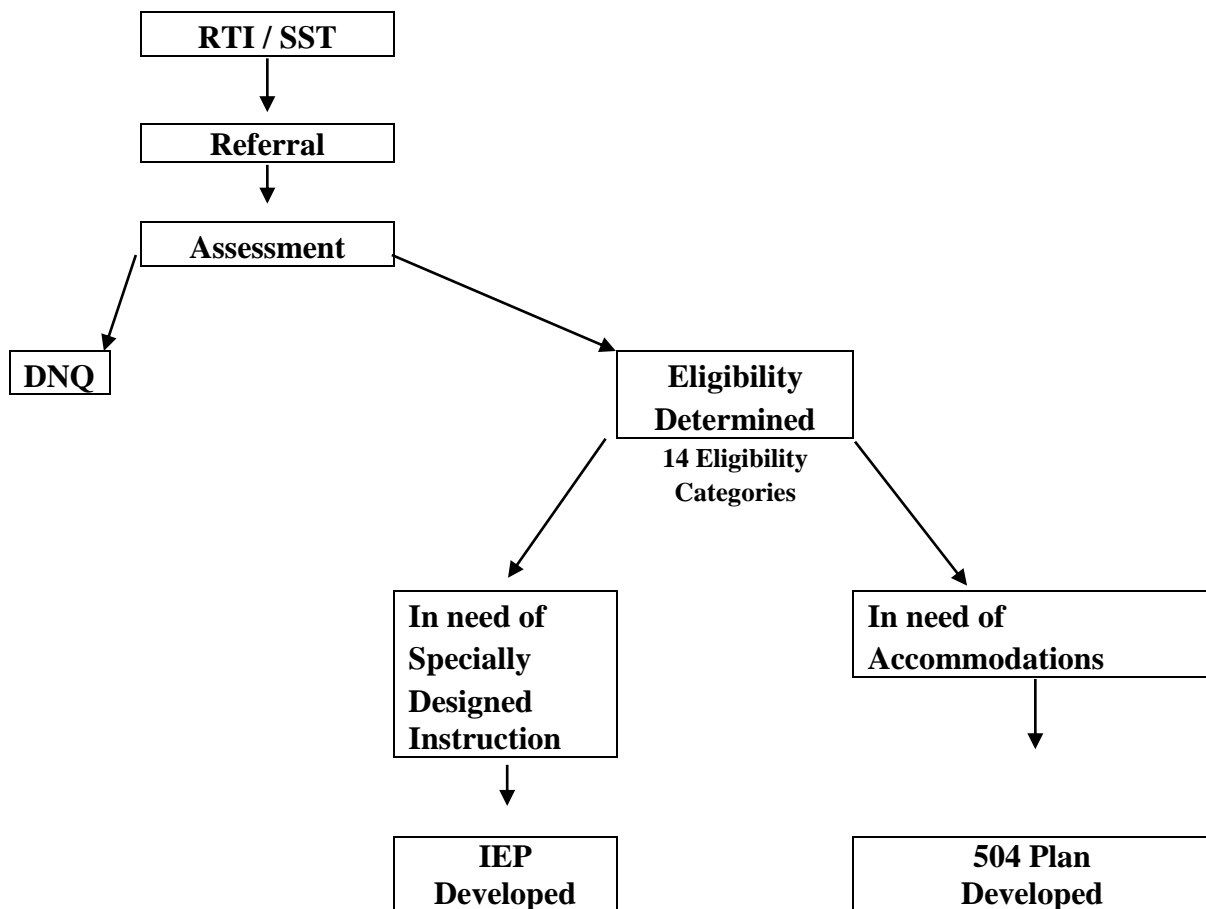 RTI / SST
Referral
Assessment
DNQ
Eligibility
Determined
14 Eligibility
Categories
In need of
Specially
Designed
Instruction
In need of
Accommodations
IEP
Developed
504 Plan
Developed